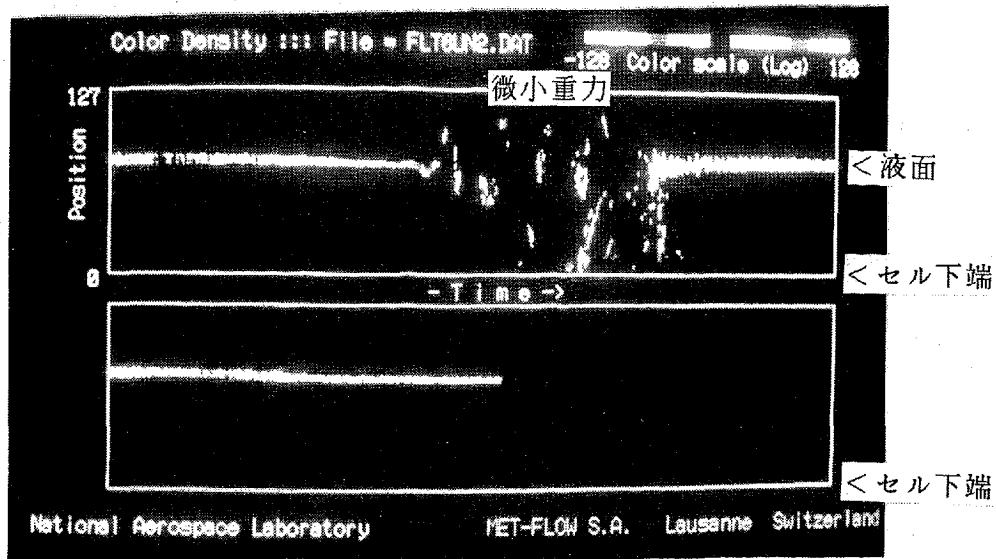 Color Density ::: File = FLT6LN2.DAT
-128 Color scale (Log) 128
微小重力
127
Position
0
<液面
<セル下端
- T i m e ->
<セル下端
National Aerospace Laboratory MET-FLOW S.A. Lausanne Switzerland